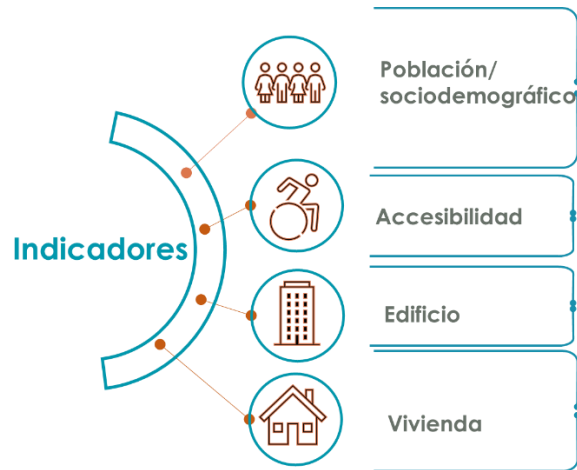 Población/
sociodemográfico
Accesibilidad
Indicadores
Edificio
Vivienda